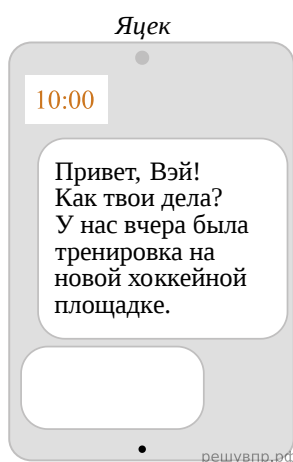 Яцек
10:00
Привет, Вэй!
Как твои дела?
У нас вчера была
тренировка на
новой хоккейной
площадке.
решувпр.рф